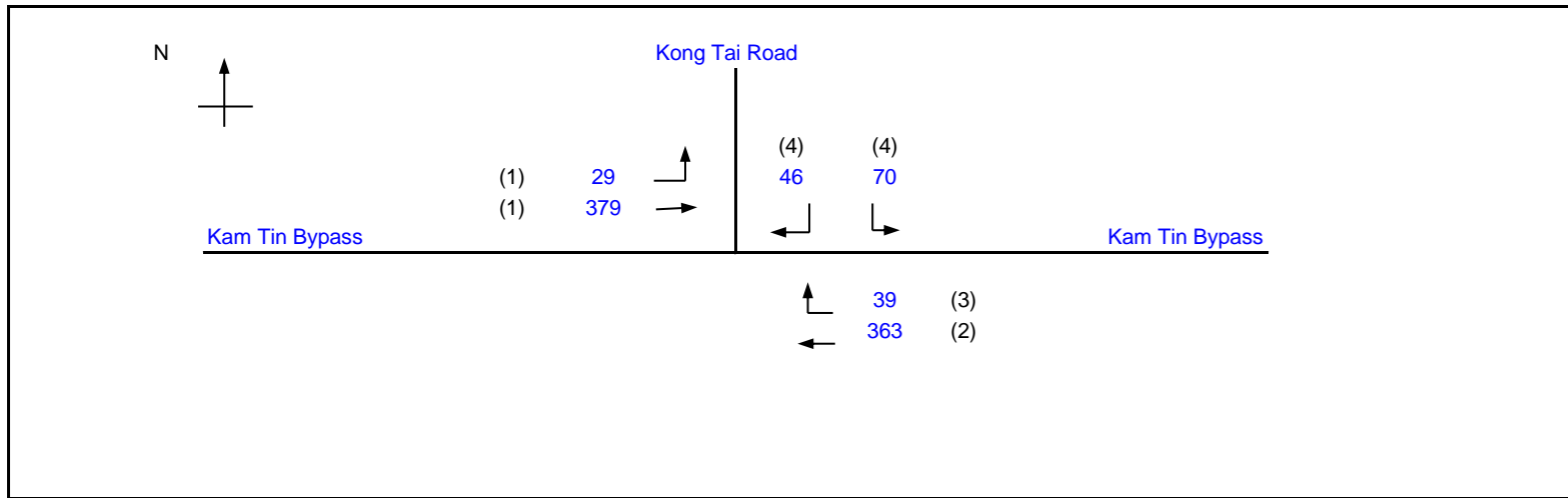 N
Kong Tai Road
(4) (4)
(1) 29 46 70
(1) 379
Kam Tin Bypass Kam Tin Bypass
39 (3)
363 (2)